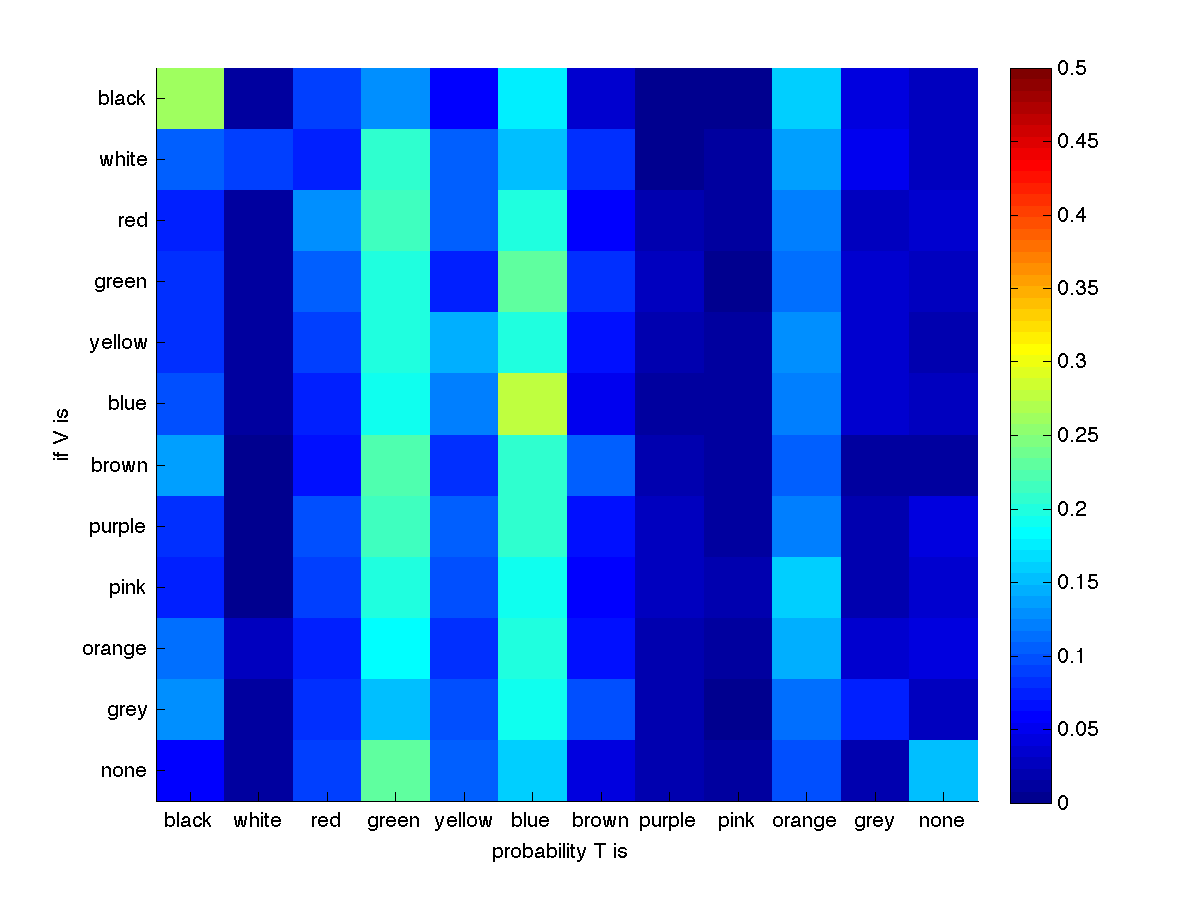 black
white
red
green
yellow
blue
brown
purple
pink
orange
grey
none
if V is
black white red green yellow blue brown purple pink orange grey none
probability T is
0.5
0.45
0.4
0.35
0.3
0.25
0.2
0.15
0.1
0.05
0